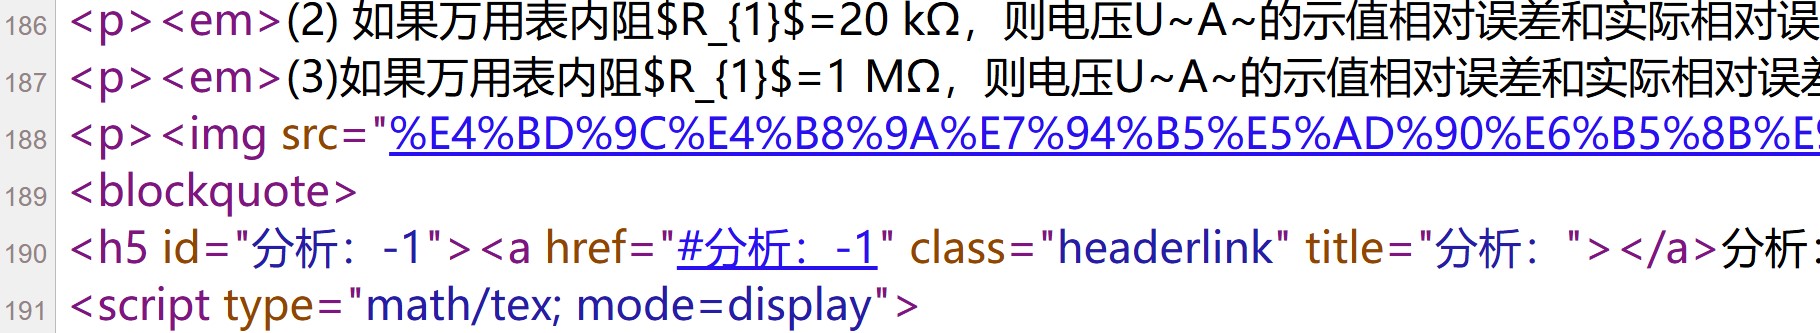 186 <p><em>(2) 如果万用表内阻$R_{1}$=20 kΩ，则电压U~A~的示值相对误差和实际相对误
187 <p><em>(3)如果万用表内阻$R_{1}$=1 MΩ，则电压U~A~的示值相对误差和实际相对误差
188 <p><img src="%E4%BD%9C%E4%B8%9A%E7%94%B5%E5%AD%90%E6%B5%8B%E9
189 <blockquote>
190 <h5 id="分析：-1"><a href="#分析：-1" class="headerlink" title="分析："></a>分析:
191 <script type="math/tex; mode=display">